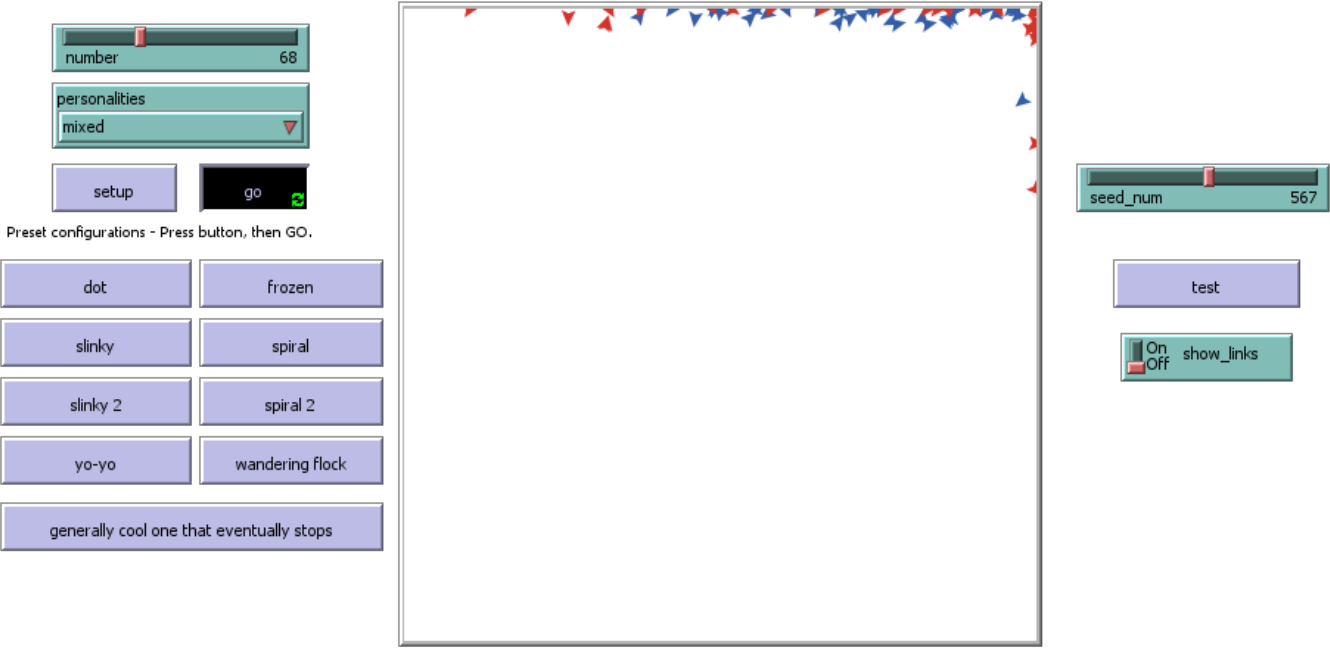 number 68
personalities
mixed
setup
go
Preset configurations - Press button, then GO.
dot
frozen
slinky
spiral
slinky 2
spiral 2
yo-yo
wandering flock
generally cool one that eventually stops
seed_num 567
test
On
Off
show_links